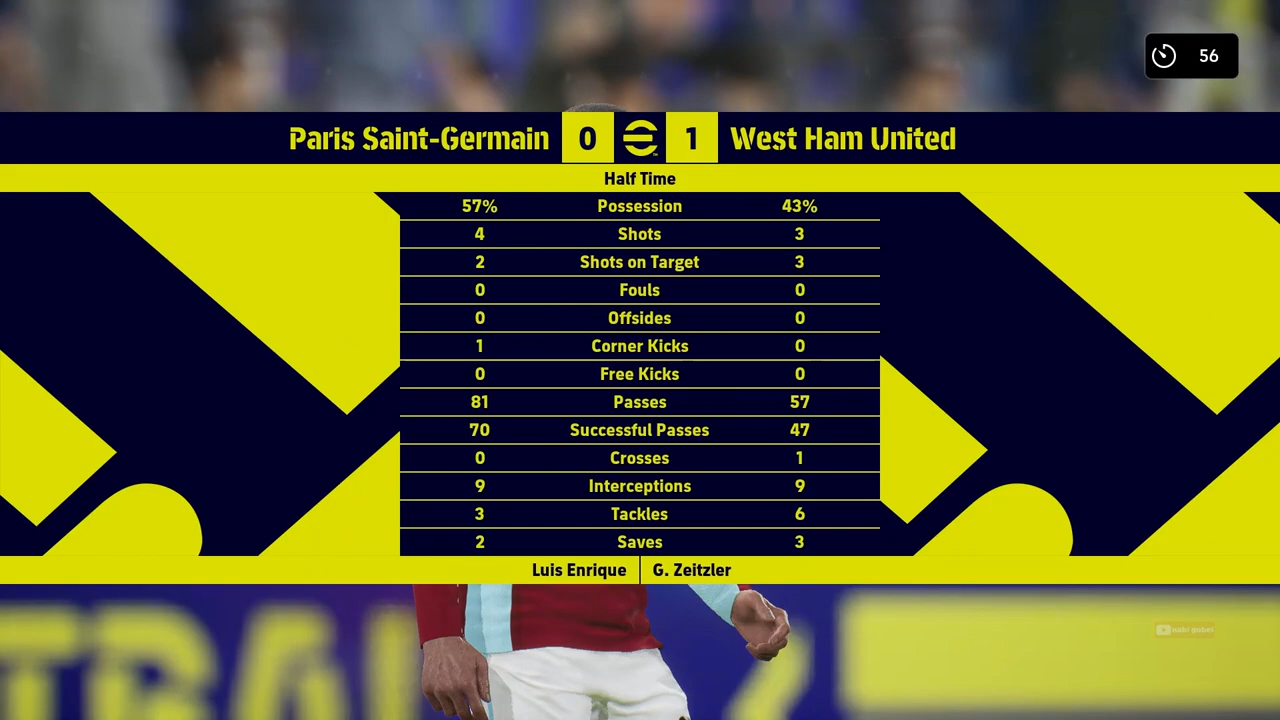 56
Paris Saint-Germain 0 1 West Ham United
Half Time
57% Possession 43%
4 Shots 3
2 Shots on Target 3
0 Fouls 0
0 Offsides 0
1 Corner Kicks 0
0 Free Kicks 0
81 Passes 57
70 Successful Passes 47
0 Crosses 1
9 Interceptions 9
3 Tackles 6
2 Saves 3
Luis Enrique G. Zeitzler